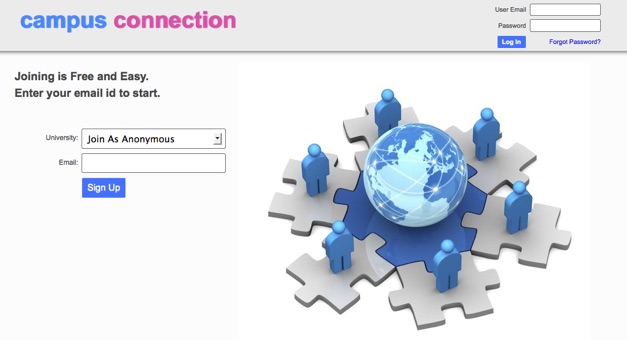 campus connection
User Email
Password
Log In
Forgot Password?
Joining is Free and Easy.
Enter your email id to start.
University: Join As Anonymous
Email:
Sign Up